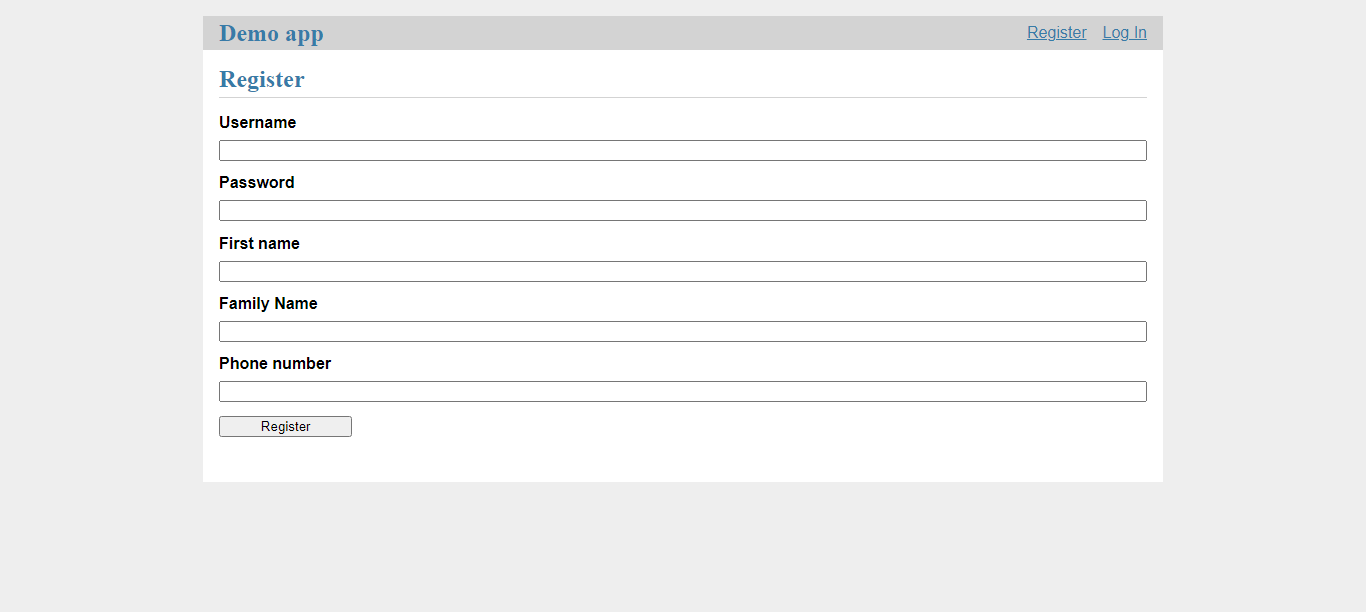 Demo app Register Log In
Register
Username
Password
First name
Family Name
Phone number
Register